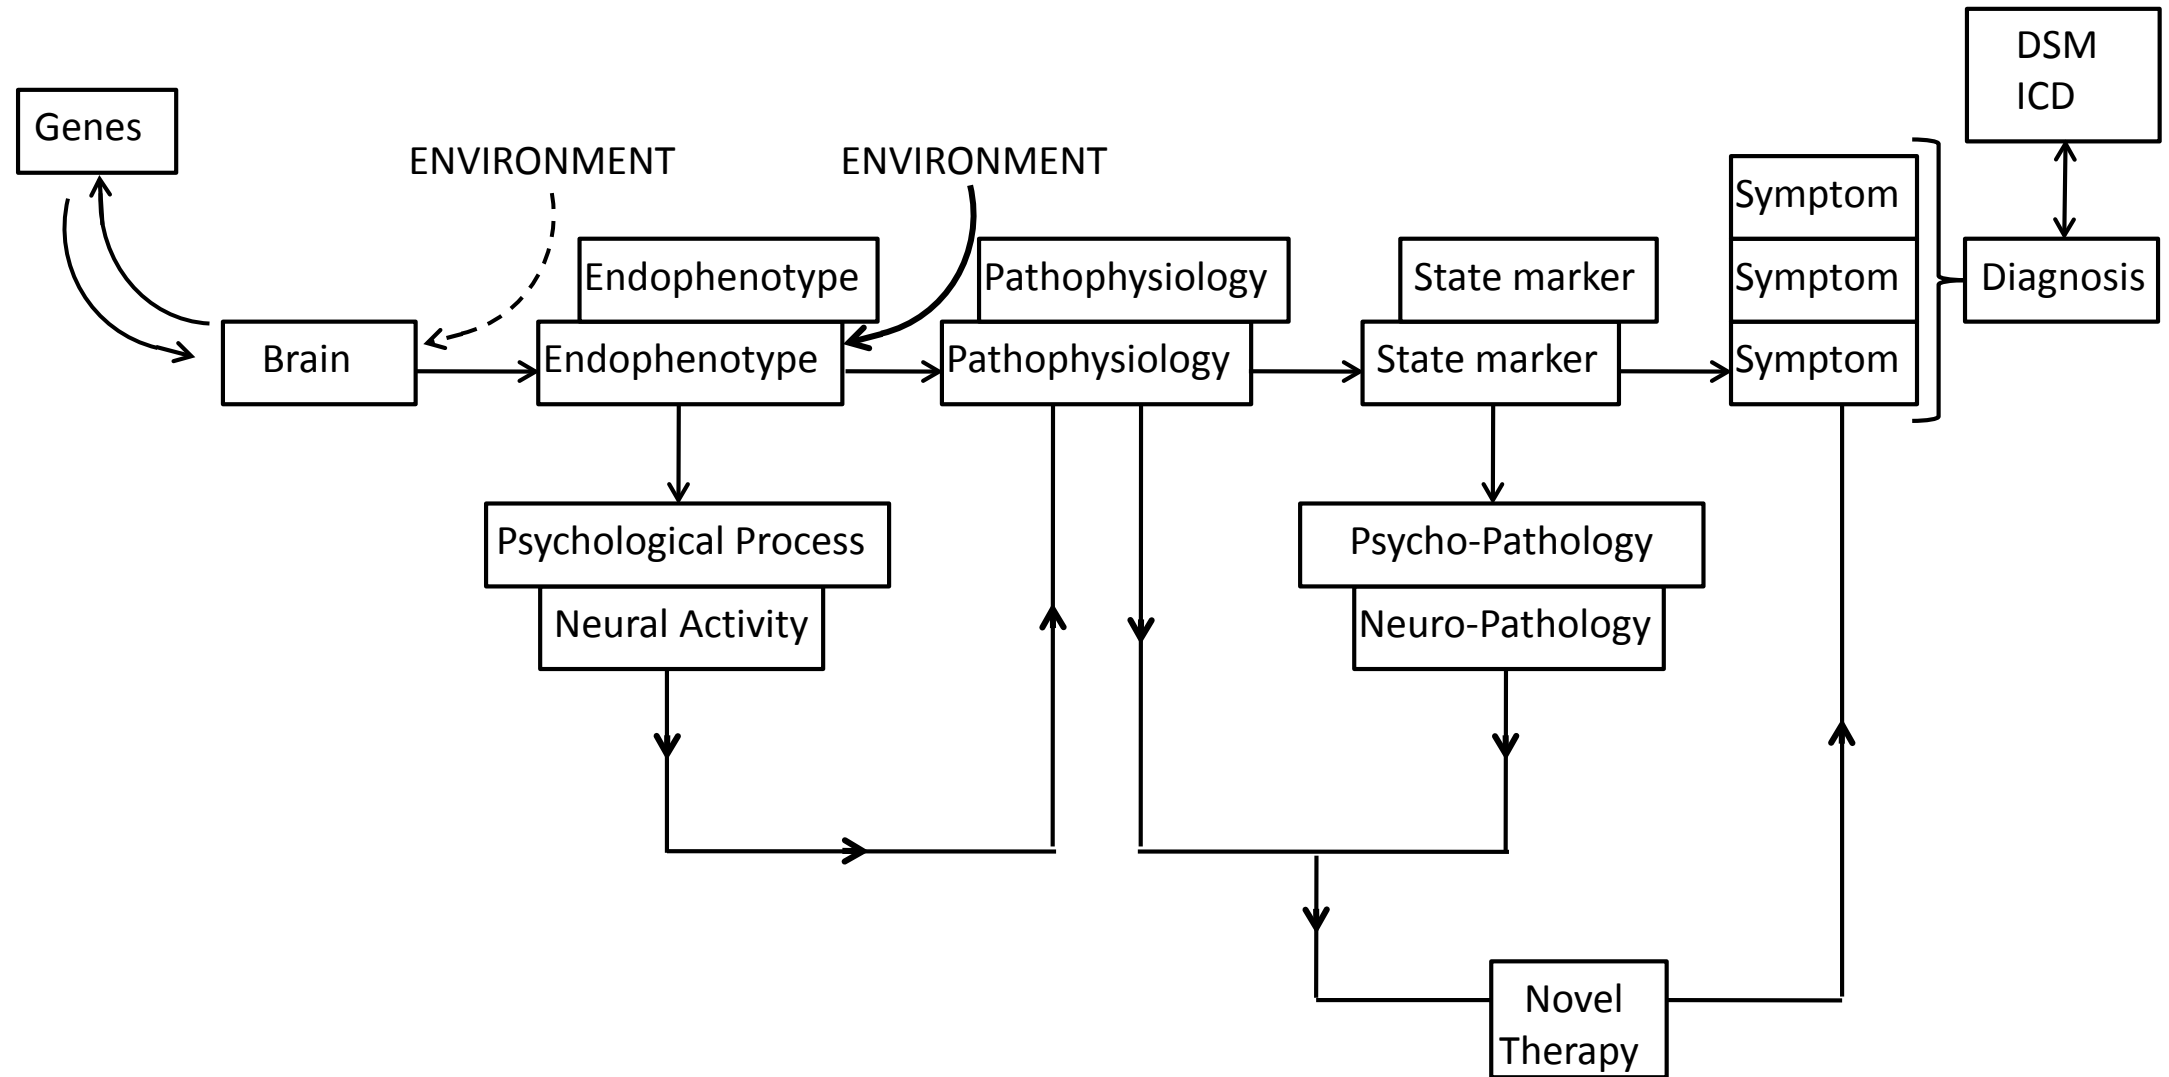 DSM
ICD
Genes
ENVIRONMENT
ENVIRONMENT
Symptom
Endophenotype
Pathophysiology
State marker
Symptom
Diagnosis
Brain
Endophenotype
Pathophysiology
State marker
Symptom
Psychological Process
Psycho-Pathology
Neural Activity
Neuro-Pathology
Novel
Therapy